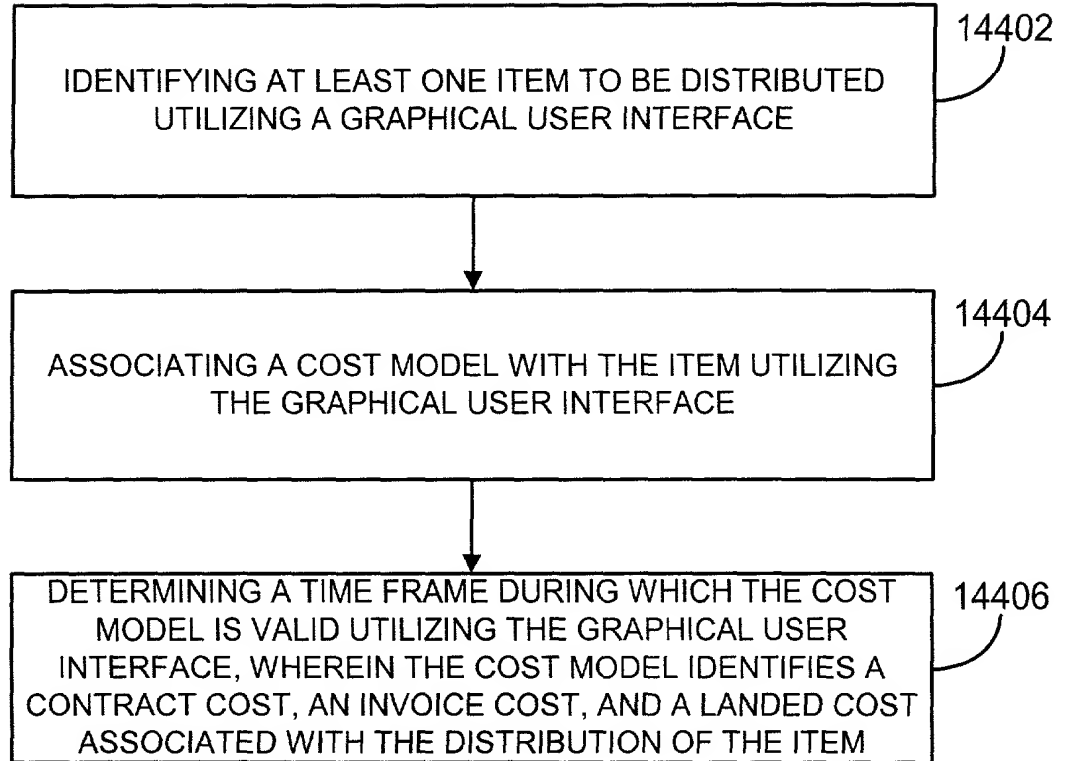 14402
IDENTIFYING AT LEAST ONE ITEM TO BE DISTRIBUTED
UTILIZING A GRAPHICAL USER INTERFACE
14404
ASSOCIATING A COST MODEL WITH THE ITEM UTILIZING
THE GRAPHICAL USER INTERFACE
14406
DETERMINING A TIME FRAME DURING WHICH THE COST
MODEL IS VALID UTILIZING THE GRAPHICAL USER
INTERFACE, WHEREIN THE COST MODEL IDENTIFIES A
CONTRACT COST, AN INVOICE COST, AND A LANDED COST
ASSOCIATED WITH THE DISTRIBUTION OF THE ITEM